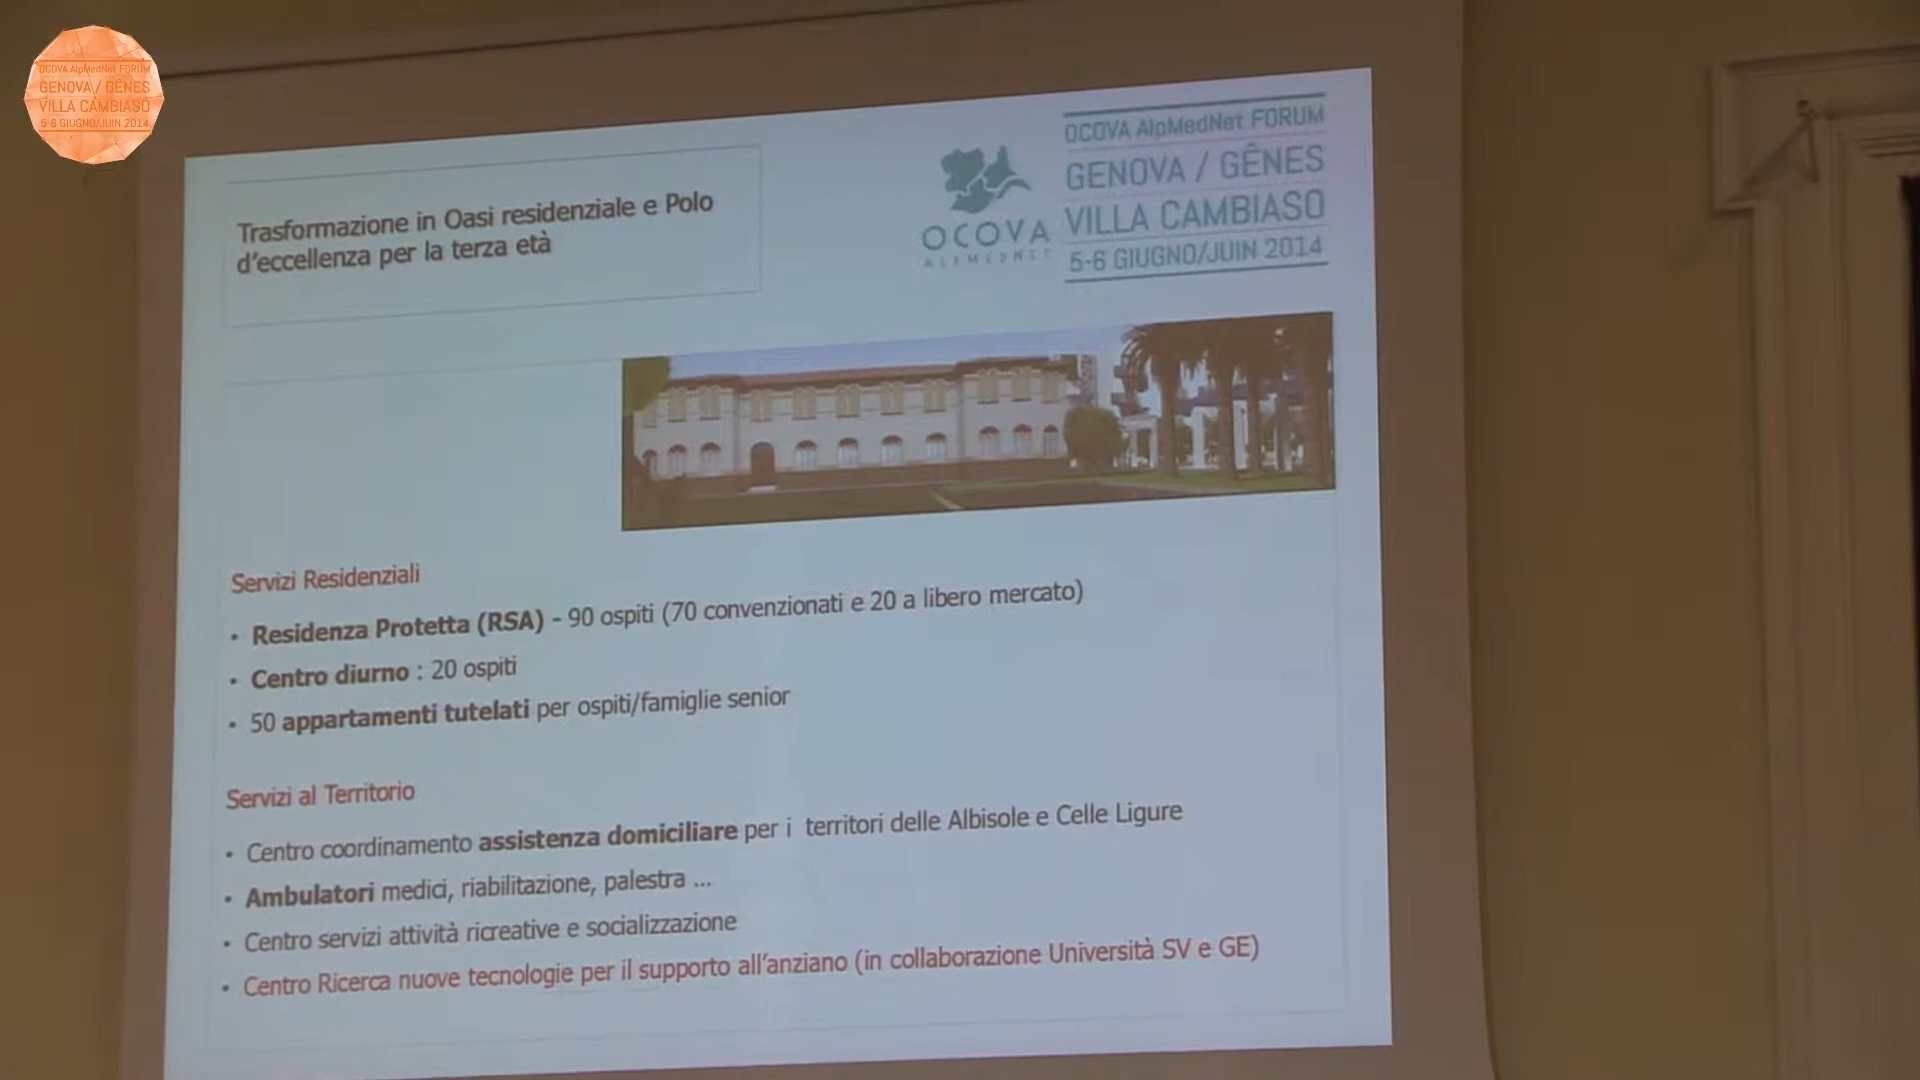 OCOVA AlpMedNet FORUM
GENOVA / GÊNES
VILLA CAMBIASO
5-6 GIUGNO/JUIN 2014
Trasformazione in Oasi residenziale e Polo
d'eccellenza per la terza età
OCOVA
ALPMEDNET
OCOVA AlpMedNet FORUM
GENOVA / GÊNES
VILLA CAMBIASO
5-6 GIUGNO/JUIN 2014
Servizi Residenziali
• Residenza Protetta (RSA) - 90 ospiti (70 convenzionati e 20 a libero mercato)
• Centro diurno : 20 ospiti
• 50 appartamenti tutelati per ospiti/famiglie senior
Servizi al Territorio
• Centro coordinamento assistenza domiciliare per i territori delle Albisole e Celle Ligure
• Ambulatori medici, riabilitazione, palestra ...
• Centro servizi attività ricreative e socializzazione
• Centro Ricerca nuove tecnologie per il supporto all'anziano (in collaborazione Università SV e GE)